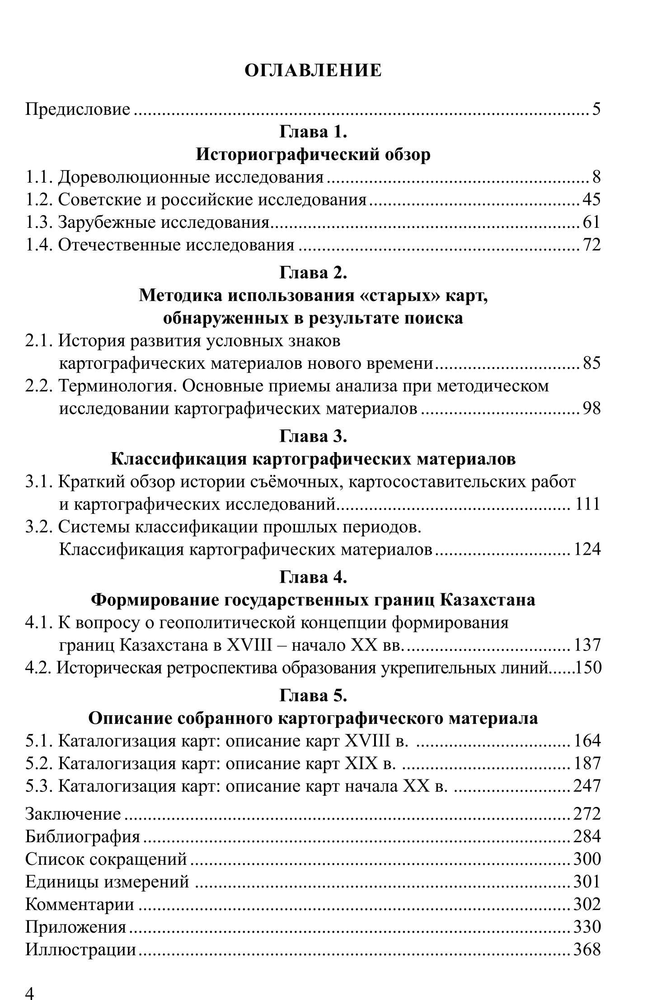 ОГЛАВЛЕНИЕ
Предисловие ........................................................................................................ 5
Глава 1.
Историографический обзор
1.1. Дореволюционные исследования ........................................................ 8
1.2. Советские и российские исследования ............................................. 45
1.3. Зарубежные исследования.................................................................. 61
1.4. Отечественные исследования ............................................................ 72
Глава 2.
Методика использования «старых» карт,
обнаруженных в результате поиска
2.1. История развития условных знаков
картографических материалов нового времени............................... 85
2.2. Терминология. Основные приемы анализа при методическом
исследовании картографических материалов .................................. 98
Глава 3.
Классификация картографических материалов
3.1. Краткий обзор истории съёмочных, картосоставительских работ
и картографических исследований.................................................. 111
3.2. Системы классификации прошлых периодов.
Классификация картографических материалов ............................. 124
Глава 4.
Формирование государственных границ Казахстана
4.1. К вопросу о геополитической концепции формирования
границ Казахстана в XVIII – начало XX вв.................................... 137
4.2. Историческая ретроспектива образования укрепительных линий......150
Глава 5.
Описание собранного картографического материала
5.1. Каталогизация карт: описание карт XVIII в. ................................. 164
5.2. Каталогизация карт: описание карт XIX в. .................................... 187
5.3. Каталогизация карт: описание карт начала XX в. ......................... 247
Заключение ............................................................................................... 272
Библиография ........................................................................................... 284
Список сокращений ................................................................................. 300
Единицы измерений ................................................................................ 301
Комментарии ............................................................................................ 302
Приложения .............................................................................................. 330
Иллюстрации ............................................................................................ 368
4